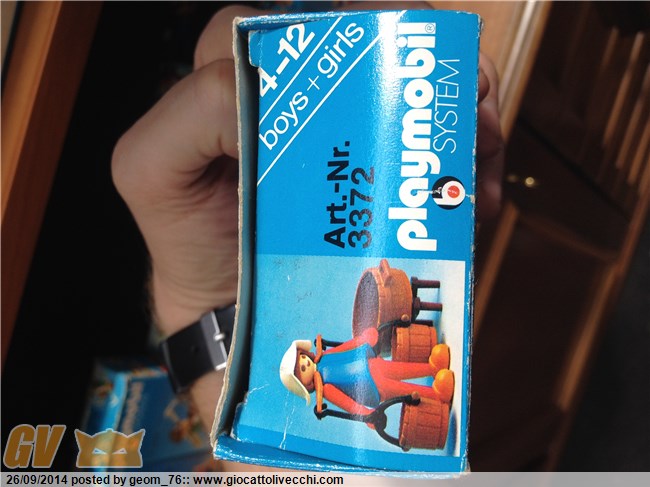 4-12
boys + girls
Art.-Nr.
3372
playmobil®
SYSTEM
GV
26/09/2014 posted by geom_76:: www.giocattolivecchi.com